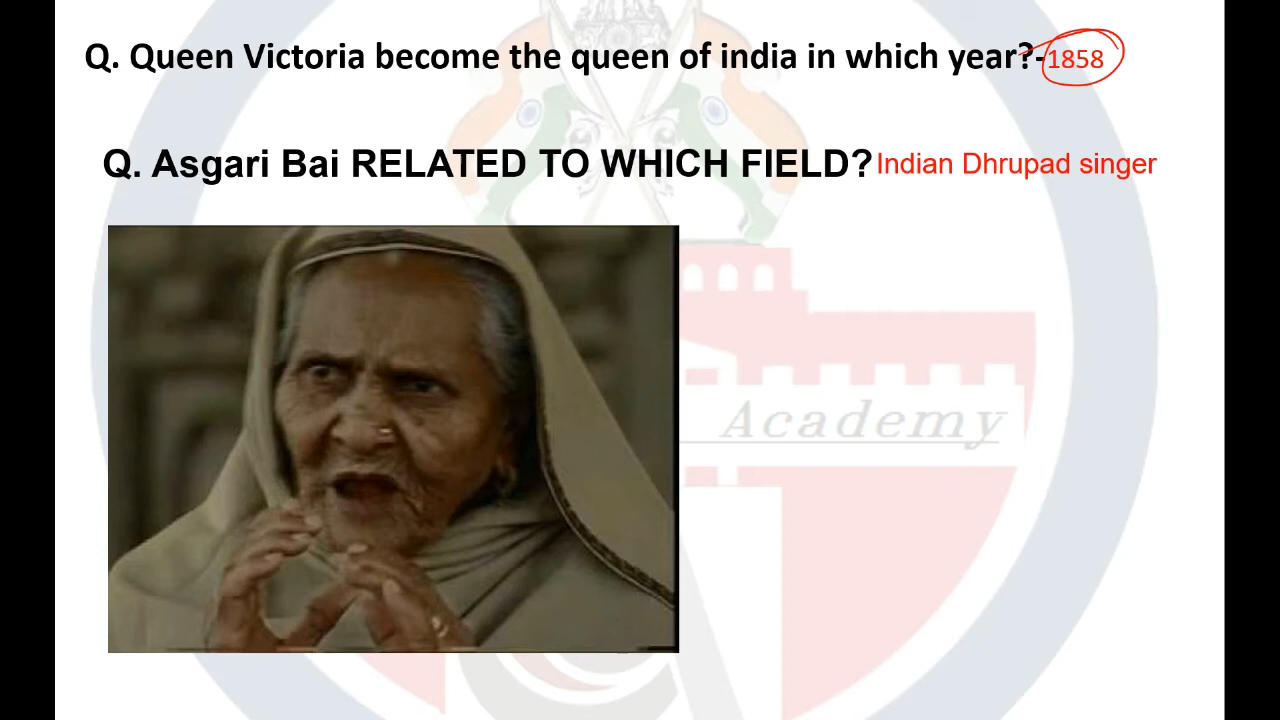 Q. Queen Victoria become the queen of india in which year?-1858
Q. Asgari Bai RELATED TO WHICH FIELD? Indian Dhrupad singer
Academy